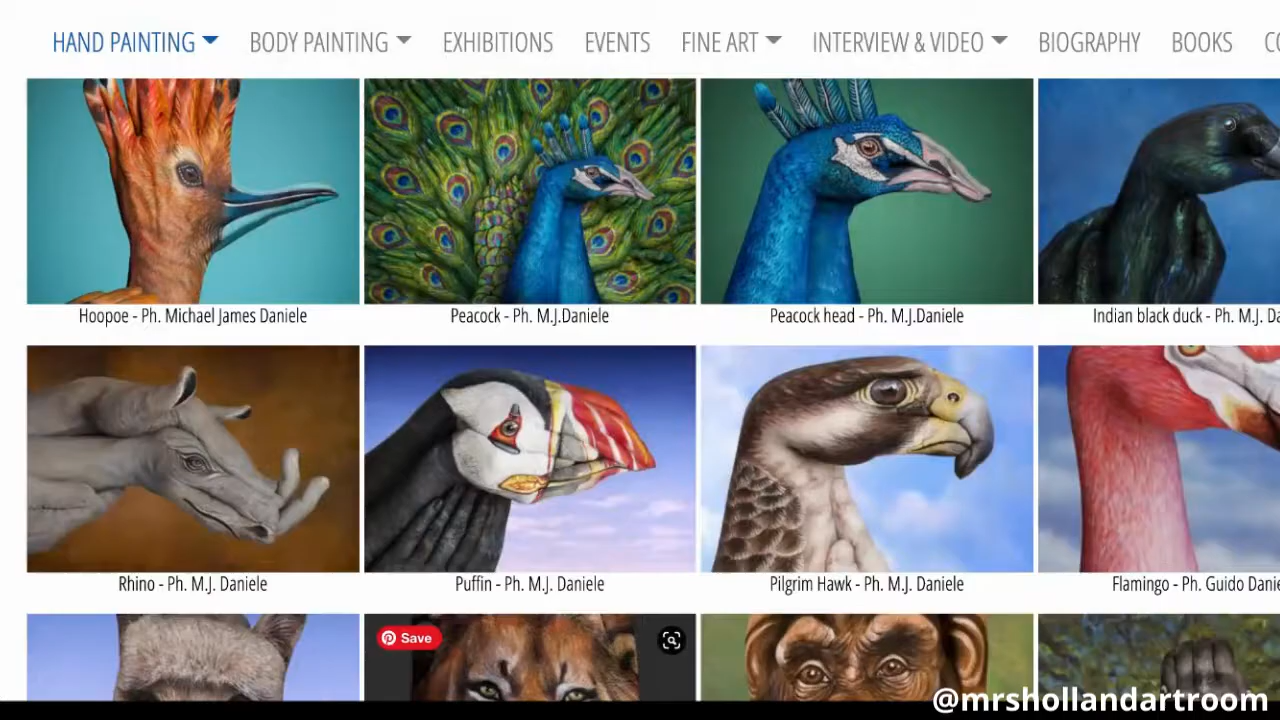 HAND PAINTING BODY PAINTING EXHIBITIONS EVENTS FINE ART INTERVIEW & VIDEO BIOGRAPHY BOOKS
Hoopoe - Ph. Michael James Daniele
Peacock - Ph. M.J.Daniele
Peacock head - Ph. M.J.Daniele
Indian black duck - Ph. M.J.
Rhino - Ph. M.J. Daniele
Puffin - Ph. M.J. Daniele
Pilgrim Hawk - Ph. M.J. Daniele
Flamingo - Ph. Guido
Save
@mrshollandartroom